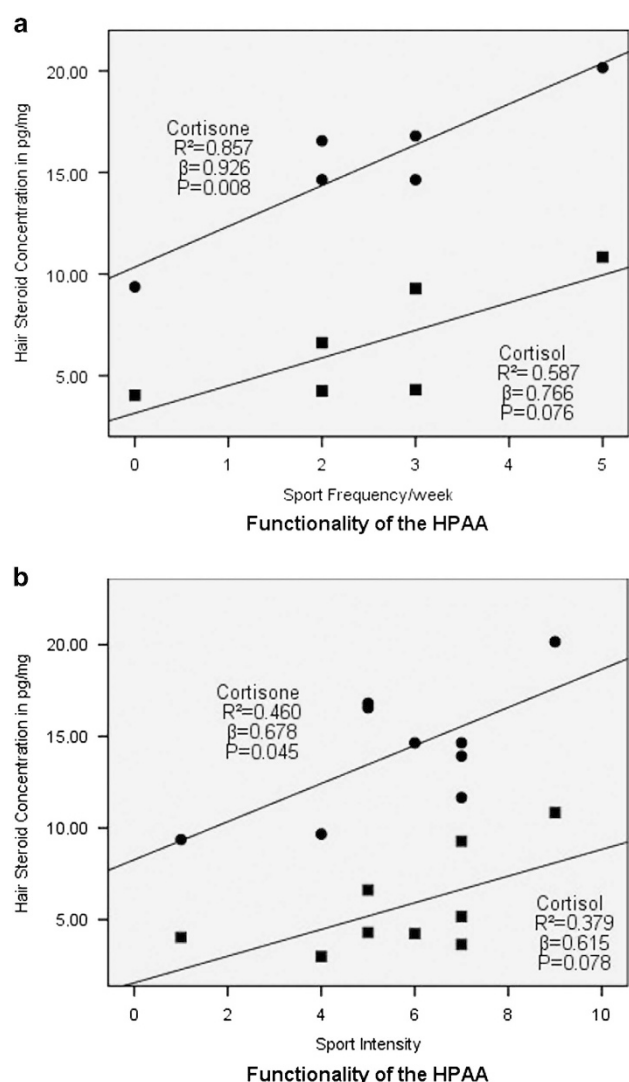 a
Hair Steroid Concentration in pg/mg
20.00
15.00
10.00
5.00
Cortisone
R²=0.857
β=0.926
P=0.008
Cortisol
R²= 0.587
β=0.766
P=0.076
0 1 2 3 4 5
Sport Frequency/week
Functionality of the HPAA
b
Hair Steroid Concentration in pg/mg
20.00
15.00
10.00
5.00
Cortisone
R²=0.460
β=0.678
P=0.045
Cortisol
R²=0.379
β=0.615
P=0.078
0 2 4 6 8 10
Sport Intensity
Functionality of the HPAA